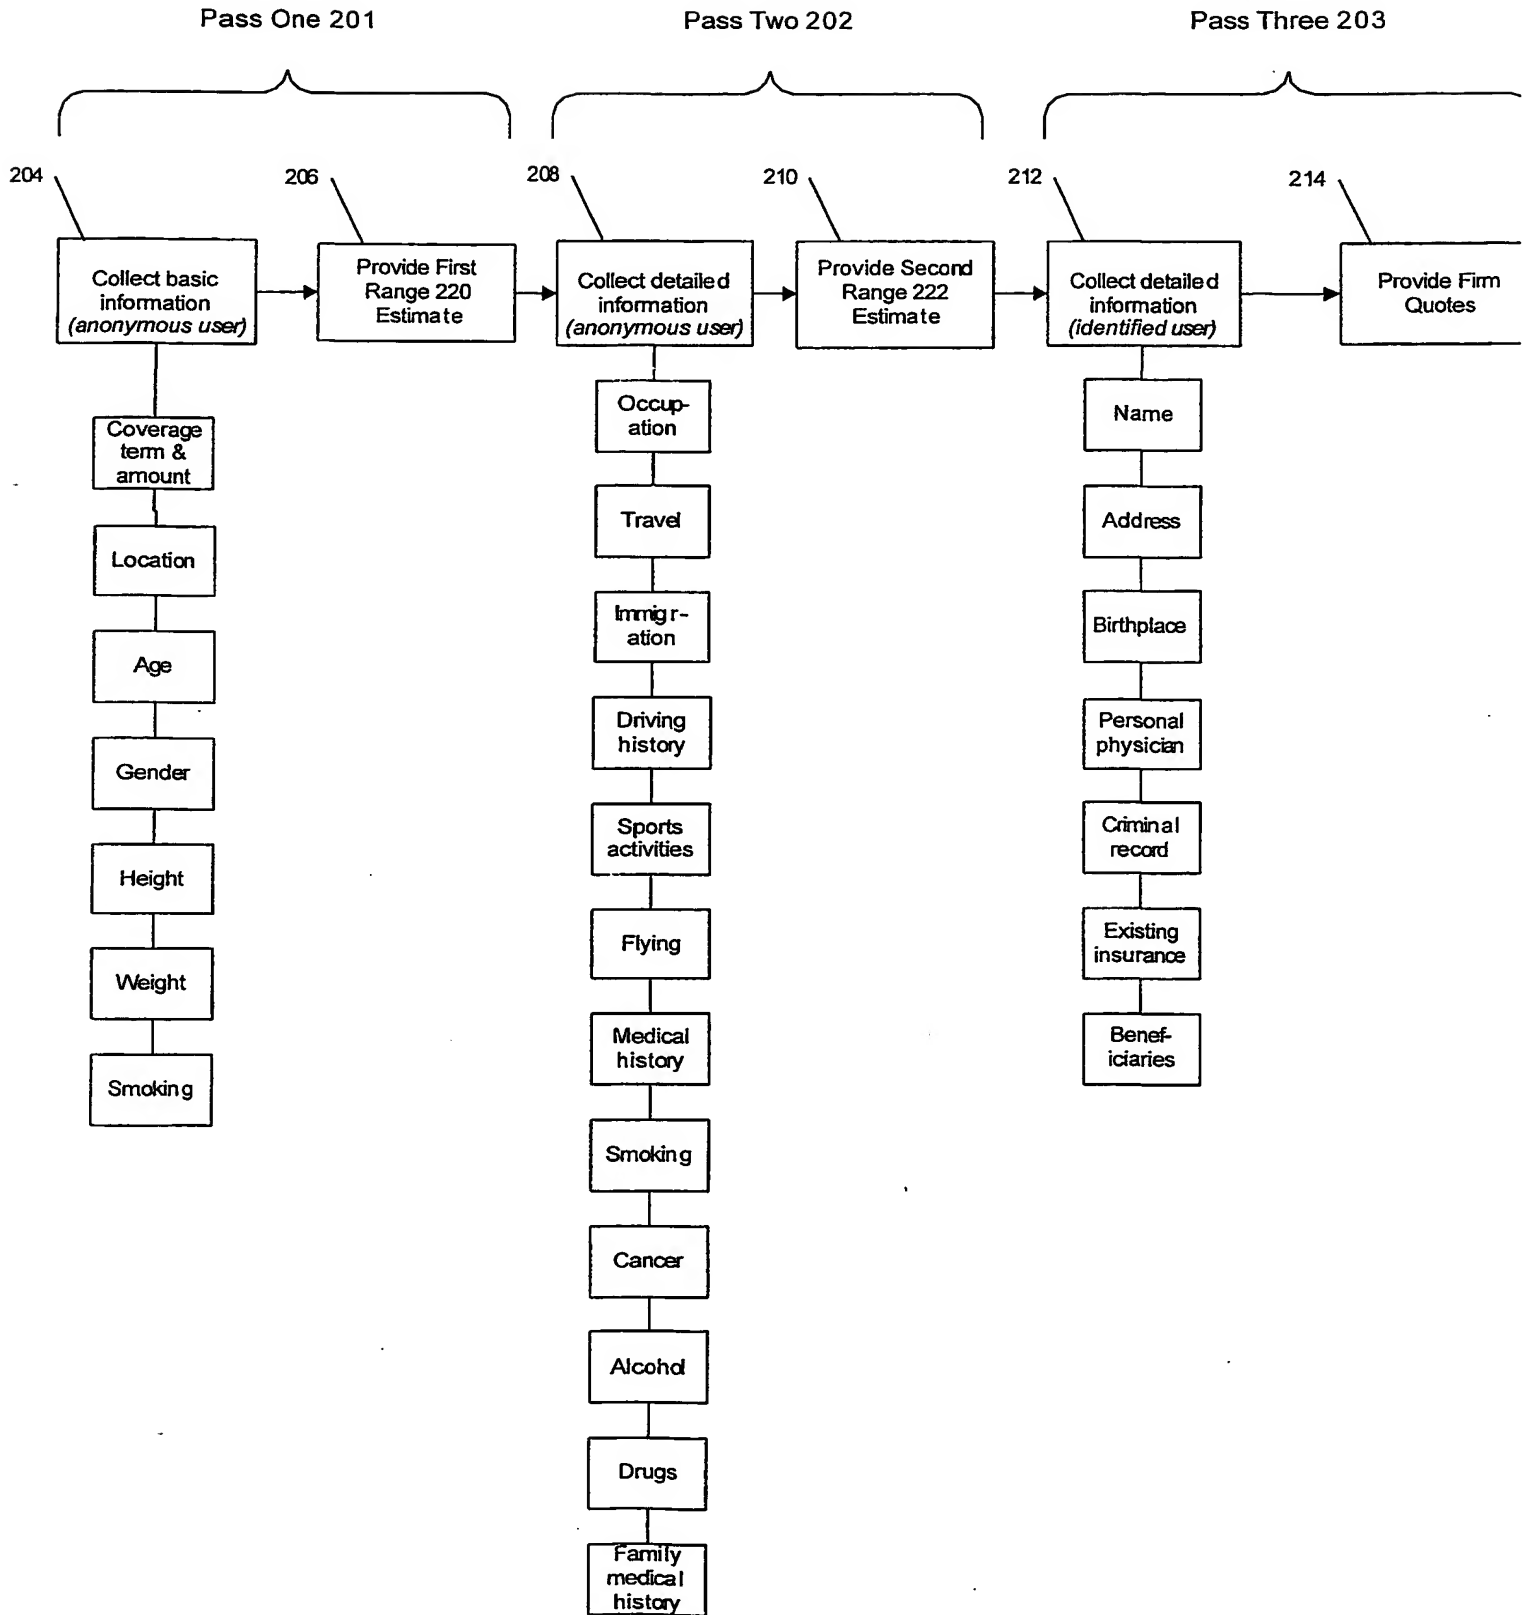 Pass One 201
Pass Two 202
Pass Three 203
204
206
208
210
212
214
Collect basic
information
(anonymous user)
Provide First
Range 220
Estimate
Collect detailed
information
(anonymous user)
Provide Second
Range 222
Estimate
Collect detailed
information
(identified user)
Provide Firm
Quotes
Coverage
term &
amount
Location
Age
Gender
Height
Weight
Smoking
Occup-
ation
Travel
Immigr-
ation
Driving
history
Sports
activities
Flying
Medical
history
Smoking
Cancer
Alcohol
Drugs
Family
medical
history
Name
Address
Birthplace
Personal
physician
Criminal
record
Existing
insurance
Benef-
iciaries